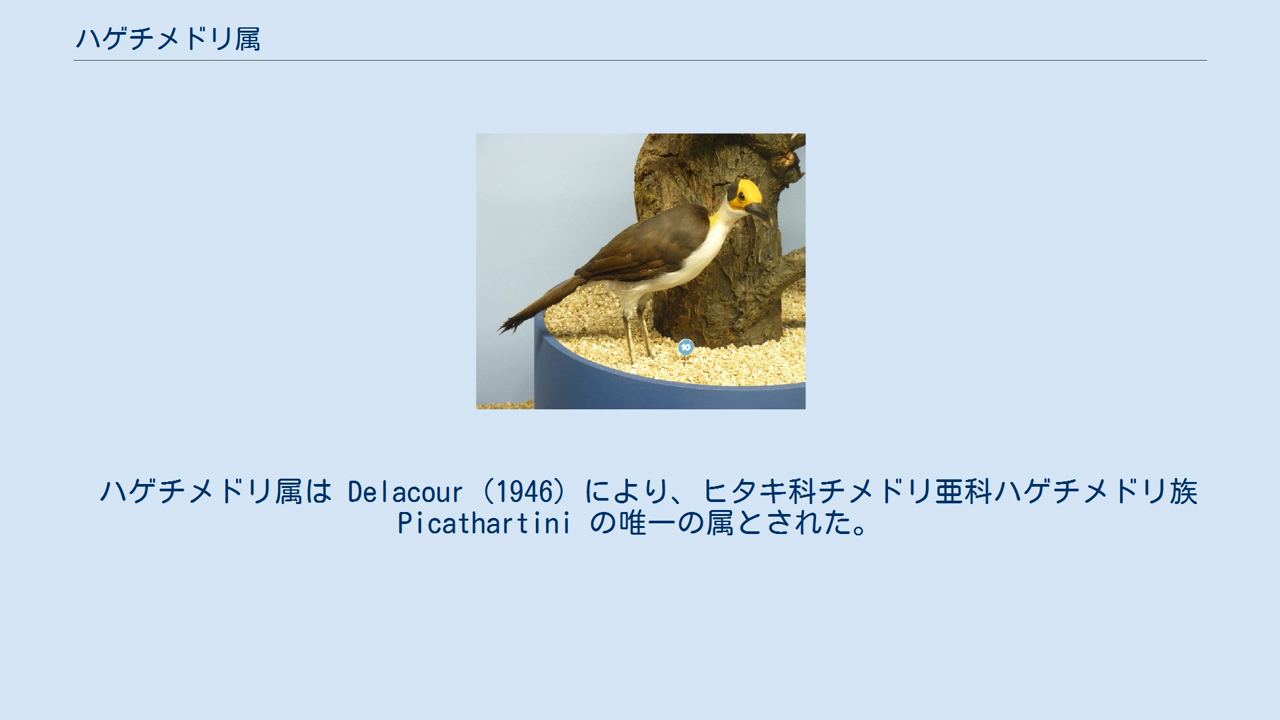 ハゲチメドリ属
10
ハゲチメドリ属は Delacour (1946) により、ヒタキ科チメドリ亜科ハゲチメドリ族
Picathartini の唯一の属とされた。